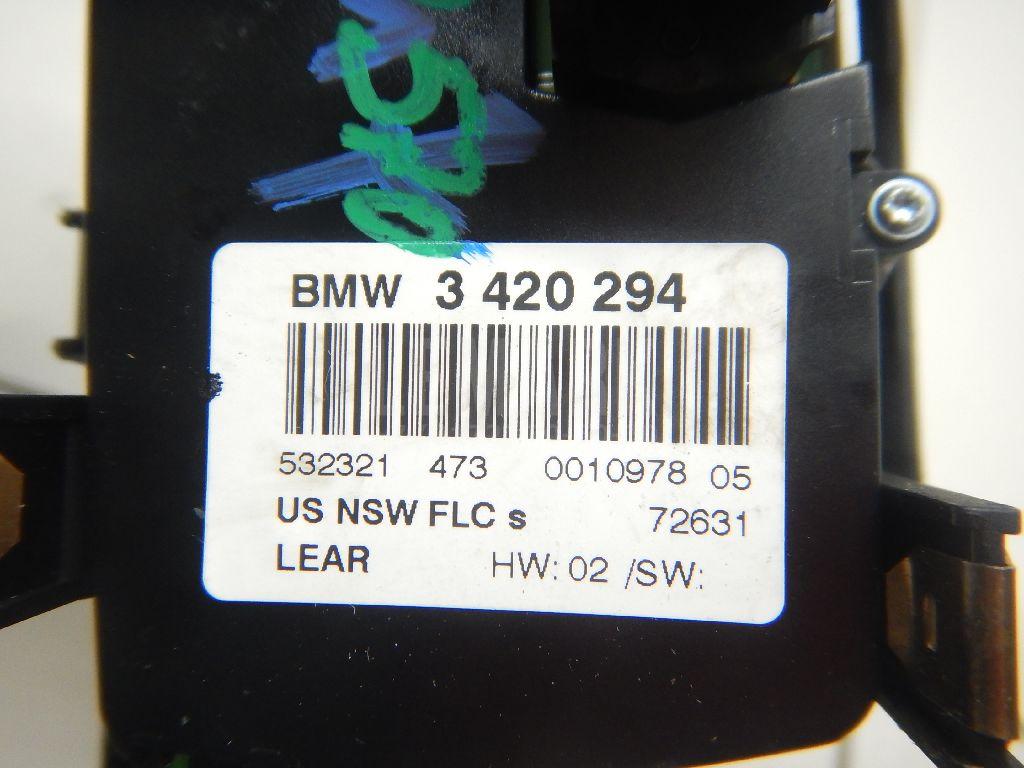 BMW 3 420 294
532321 473 0010978 05
US NSW FLC s 72631
LEAR HW: 02 /SW: